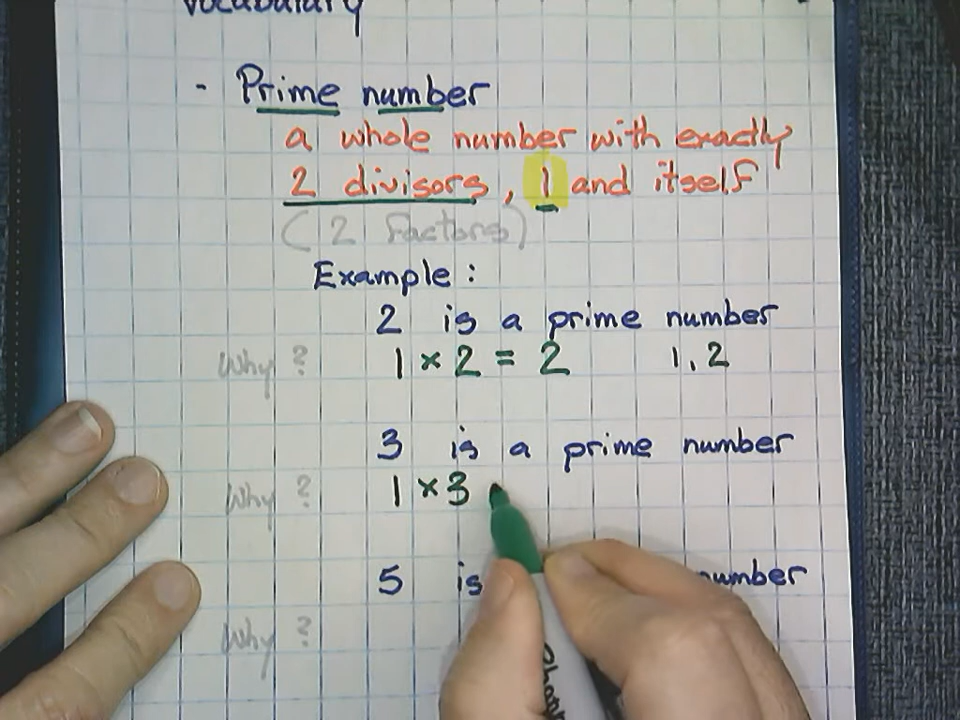 Vocabulary
- Prime number
a whole number with exactly
2 divisors, 1 and itself
(2 factors)
Example:
2 is a prime number
Why? 1 × 2 = 2 1, 2
3 is a prime number
Why? 1 × 3
5 is number
Why?